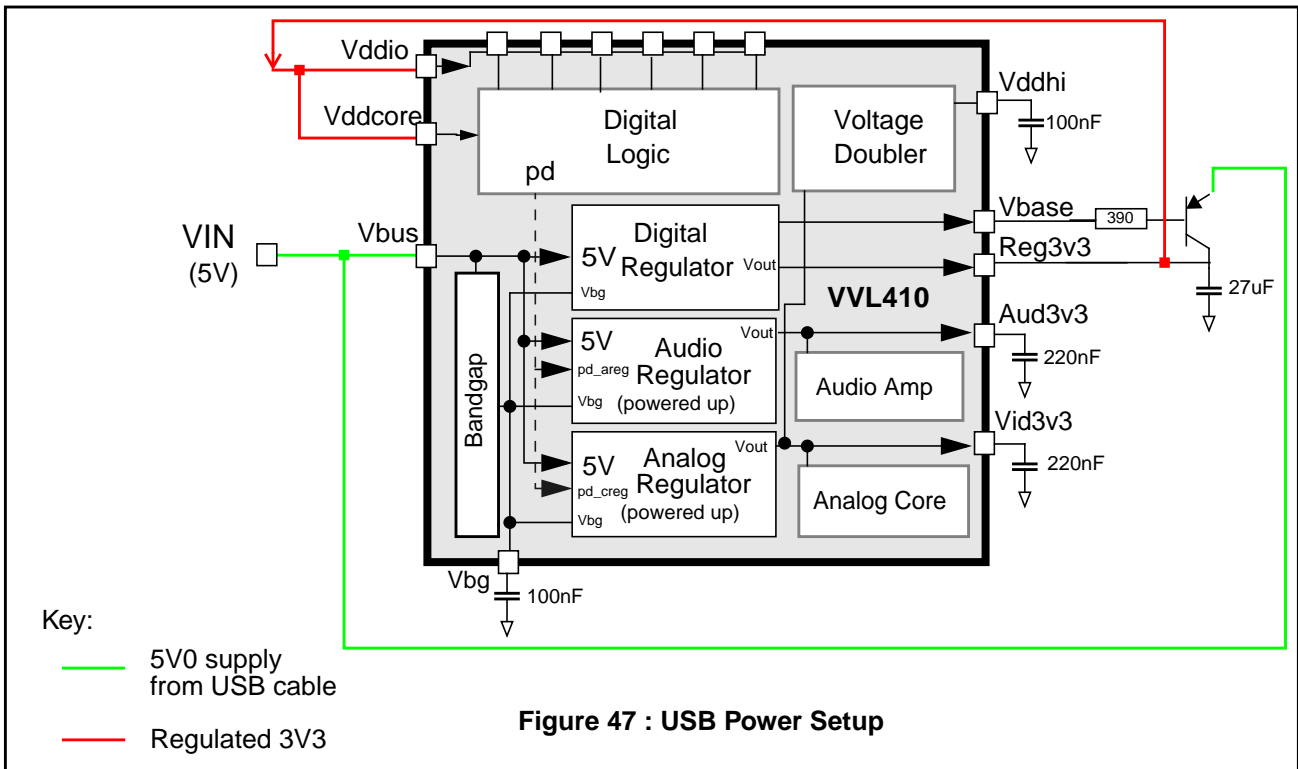 Vddio
Vddcore
VIN
(5V)
Vbus
Digital
Logic
pd
Voltage
Doubler
Vddhi
100nF
Vbase
390
Reg3v3
27uF
Digital
Regulator
5V
Vout
Vbg
VVL410
Aud3v3
220nF
Audio
Regulator
(powered up)
5V
Vout
pd_areg
Vbg
Audio Amp
Vid3v3
220nF
Analog
Regulator
(powered up)
5V
Vout
pd_creg
Vbg
Analog Core
Bandgap
Vbg
100nF
Key:
5V0 supply
from USB cable
Regulated 3V3
Figure 47 : USB Power Setup